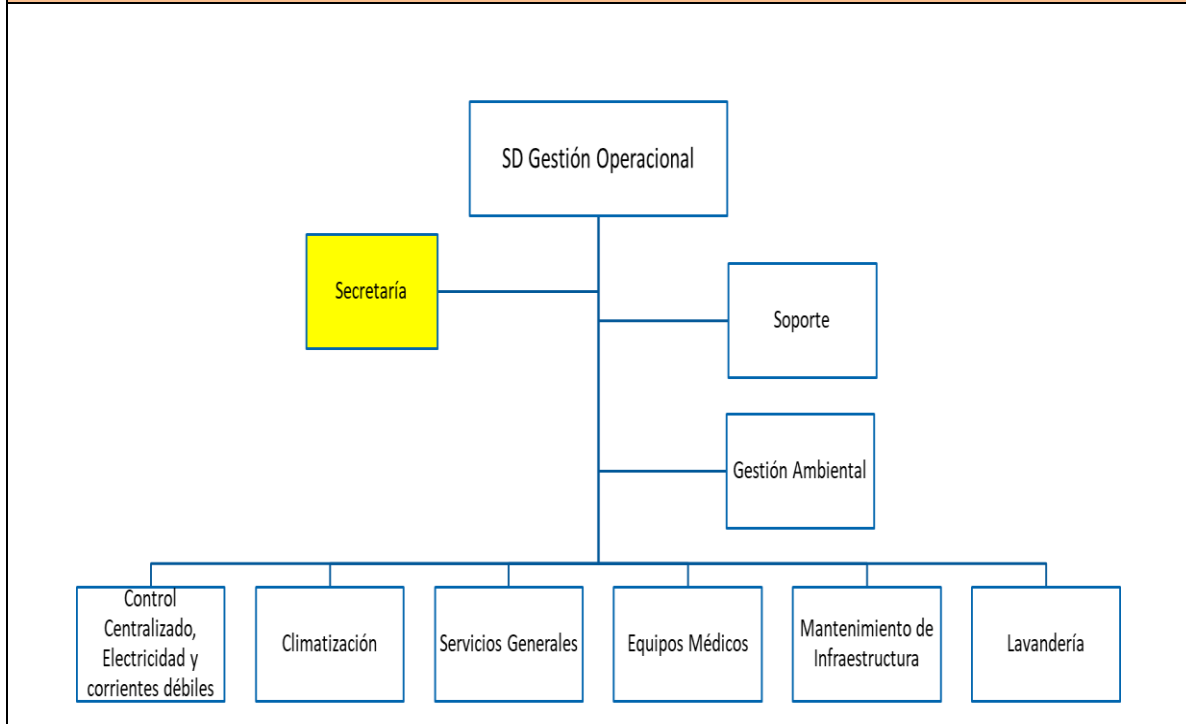 SD Gestión Operacional
Secretaría
Soporte
Gestión Ambiental
Control
Centralizado,
Electricidad y
corrientes débiles
Climatización
Servicios Generales
Equipos Médicos
Mantenimiento de
Infraestructura
Lavandería